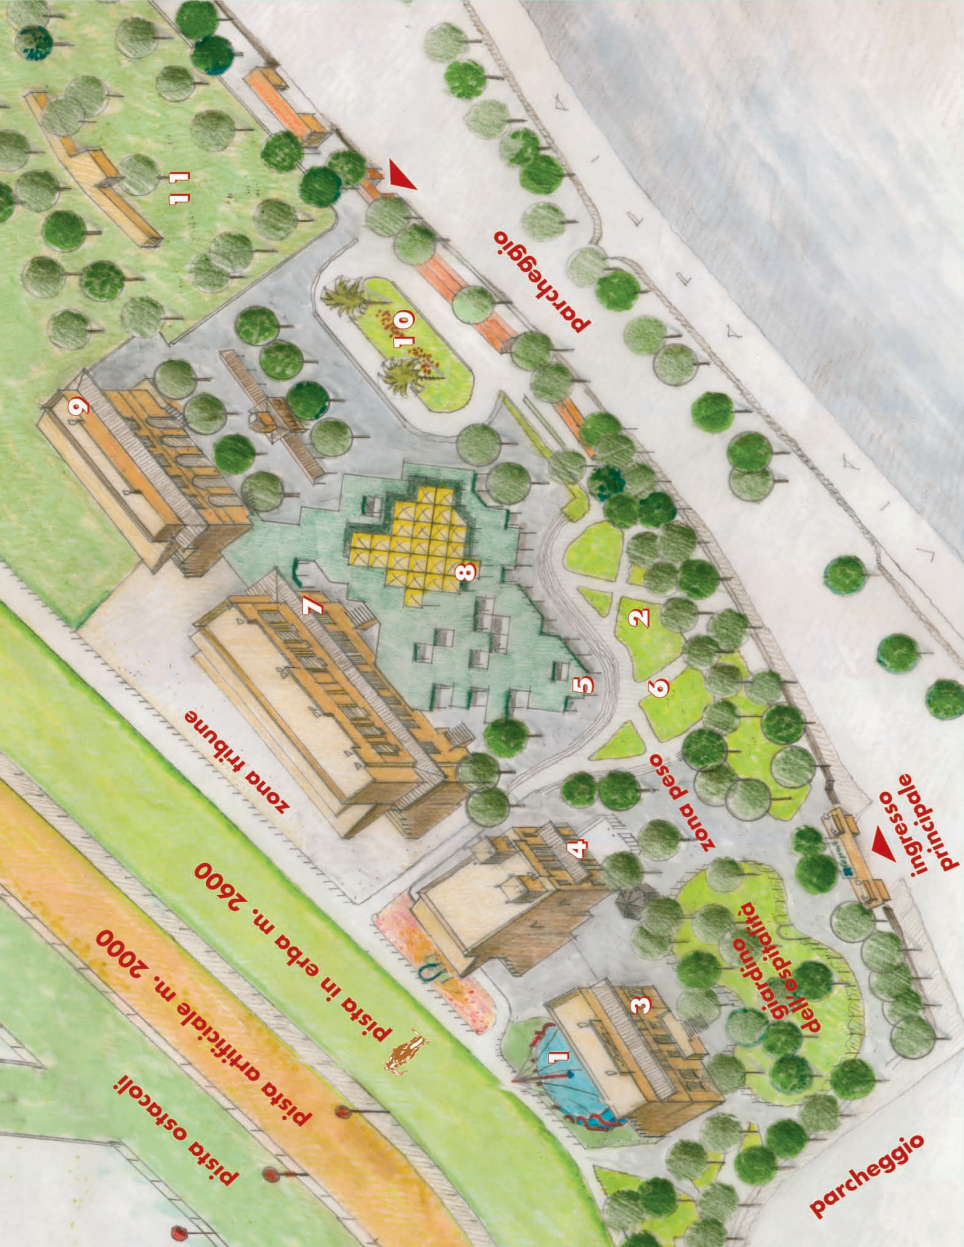 11
parcheggio
10
9
8
7
2
5
6
zona tribune
zona peso
ingresso
principale
4
pista in erba m. 2600
pista artificiale m. 2000
pista ostacoli
giardino
dell'ospitalità
3
1
parcheggio